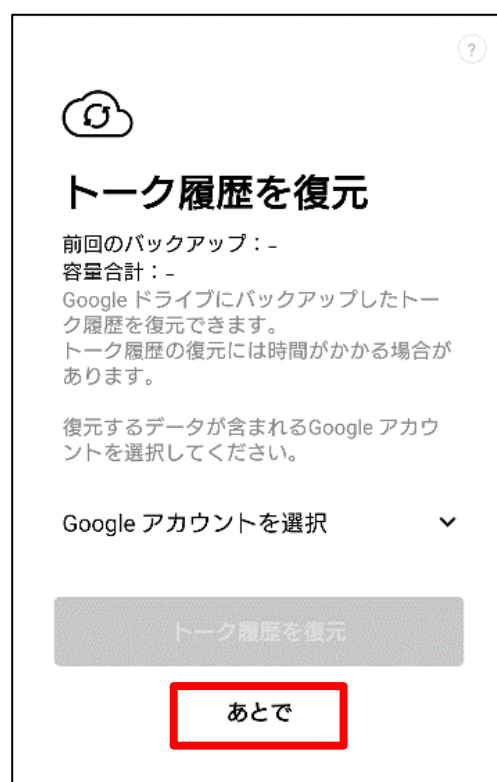 ?
トーク履歴を復元
前回のバックアップ：-
容量合計：-
Google ドライブにバックアップしたトー
ク履歴を復元できます。
トーク履歴の復元には時間がかかる場合が
あります。
復元するデータが含まれるGoogle アカウ
ントを選択してください。
Google アカウントを選択
トーク履歴を復元
あとで